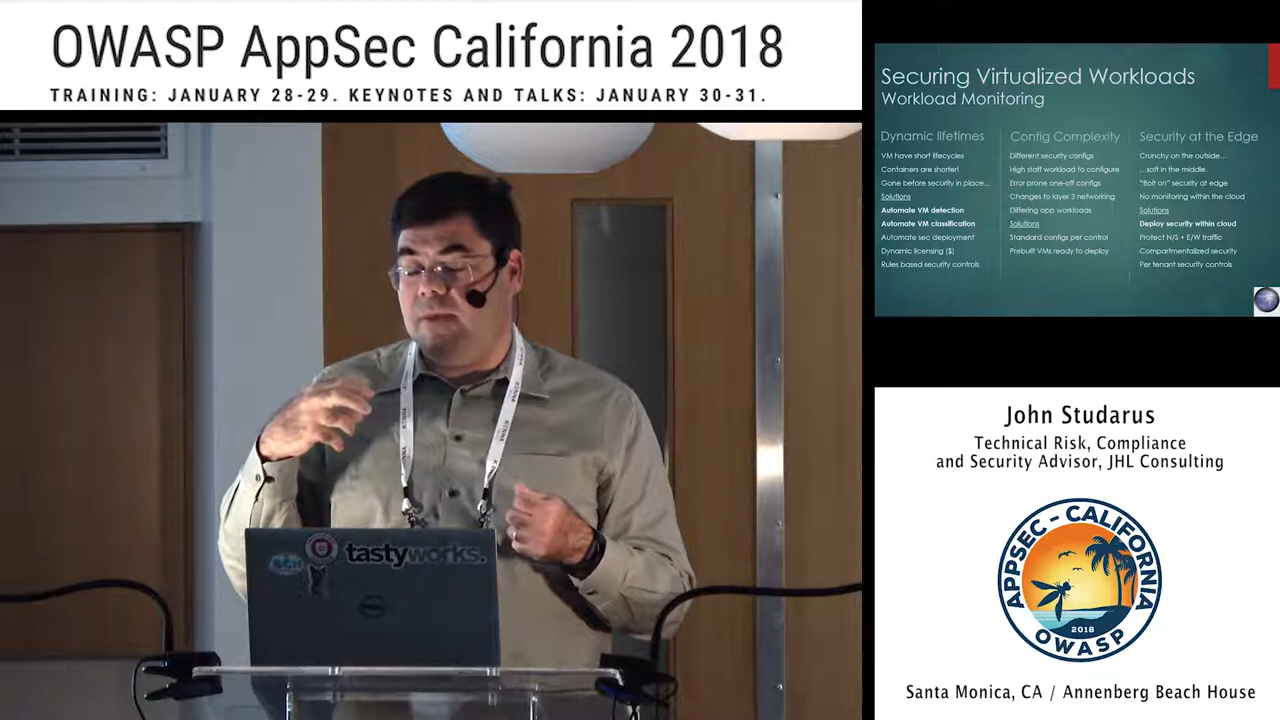 OWASP AppSec California 2018
TRAINING: JANUARY 28-29. KEYNOTES AND TALKS: JANUARY 30-31.
Securing Virtualized Workloads
Workload Monitoring
Dynamic lifetimes
VM have short lifecycles
Containers are shorter!
Gone before security in place...
Solutions
Automate VM detection
Automate VM classification
Automate sec deployment
Dynamic licensing ($)
Rules based security controls
Config Complexity
Different security configs
High staff workload to configure
Error prone one-off configs
Changes to layer 3 networking
Differing app workloads
Solutions
Standard configs per control
Prebuilt VMs ready to deploy
Security at the Edge
Crunchy on the outside...
...soft in the middle.
"Bolt on" security at edge
No monitoring within the cloud
Solutions
Deploy security within cloud
Protect N/S + E/W traffic
Compartmentalized security
Per tenant security controls
tastyworks.
KENNA
John Studarus
Technical Risk, Compliance
and Security Advisor, JHL Consulting
APPSEC - CALIFORNIA
2018
OWASP
Santa Monica, CA / Annenberg Beach House